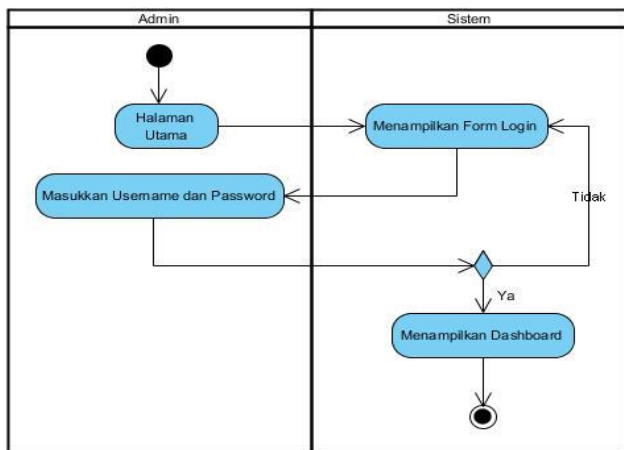 Admin
Sistem
Halaman
Utama
Menampilkan Form Login
Masukkan Username dan Password
Tidak
Ya
Menampilkan Dashboard